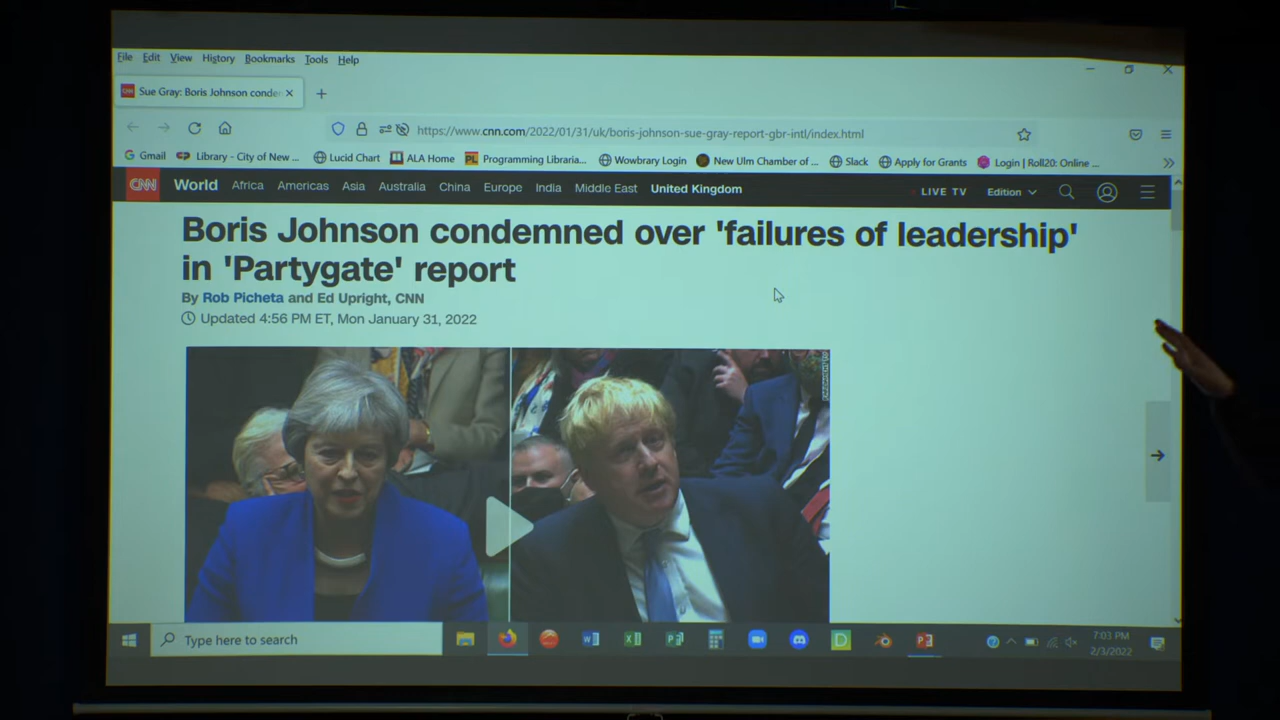 File Edit View History Bookmarks Tools Help
Sue Gray: Boris Johnson conde
https://www.cnn.com/2022/01/31/uk/boris-johnson-sue-gray-report-gbr-intl/index.html
Gmail Library - City of New ... Lucid Chart ALA Home Programming Libraria... Wowbrary Login New Ulm Chamber of ... Slack Apply for Grants Login | Roll20: Online ...
CNN World Africa Americas Asia Australia China Europe India Middle East United Kingdom LIVE TV Edition
Boris Johnson condemned over 'failures of leadership'
in 'Partygate' report
By Rob Picheta and Ed Upright, CNN
Updated 4:56 PM ET, Mon January 31, 2022
Type here to search
7:03 PM
2/3/2022